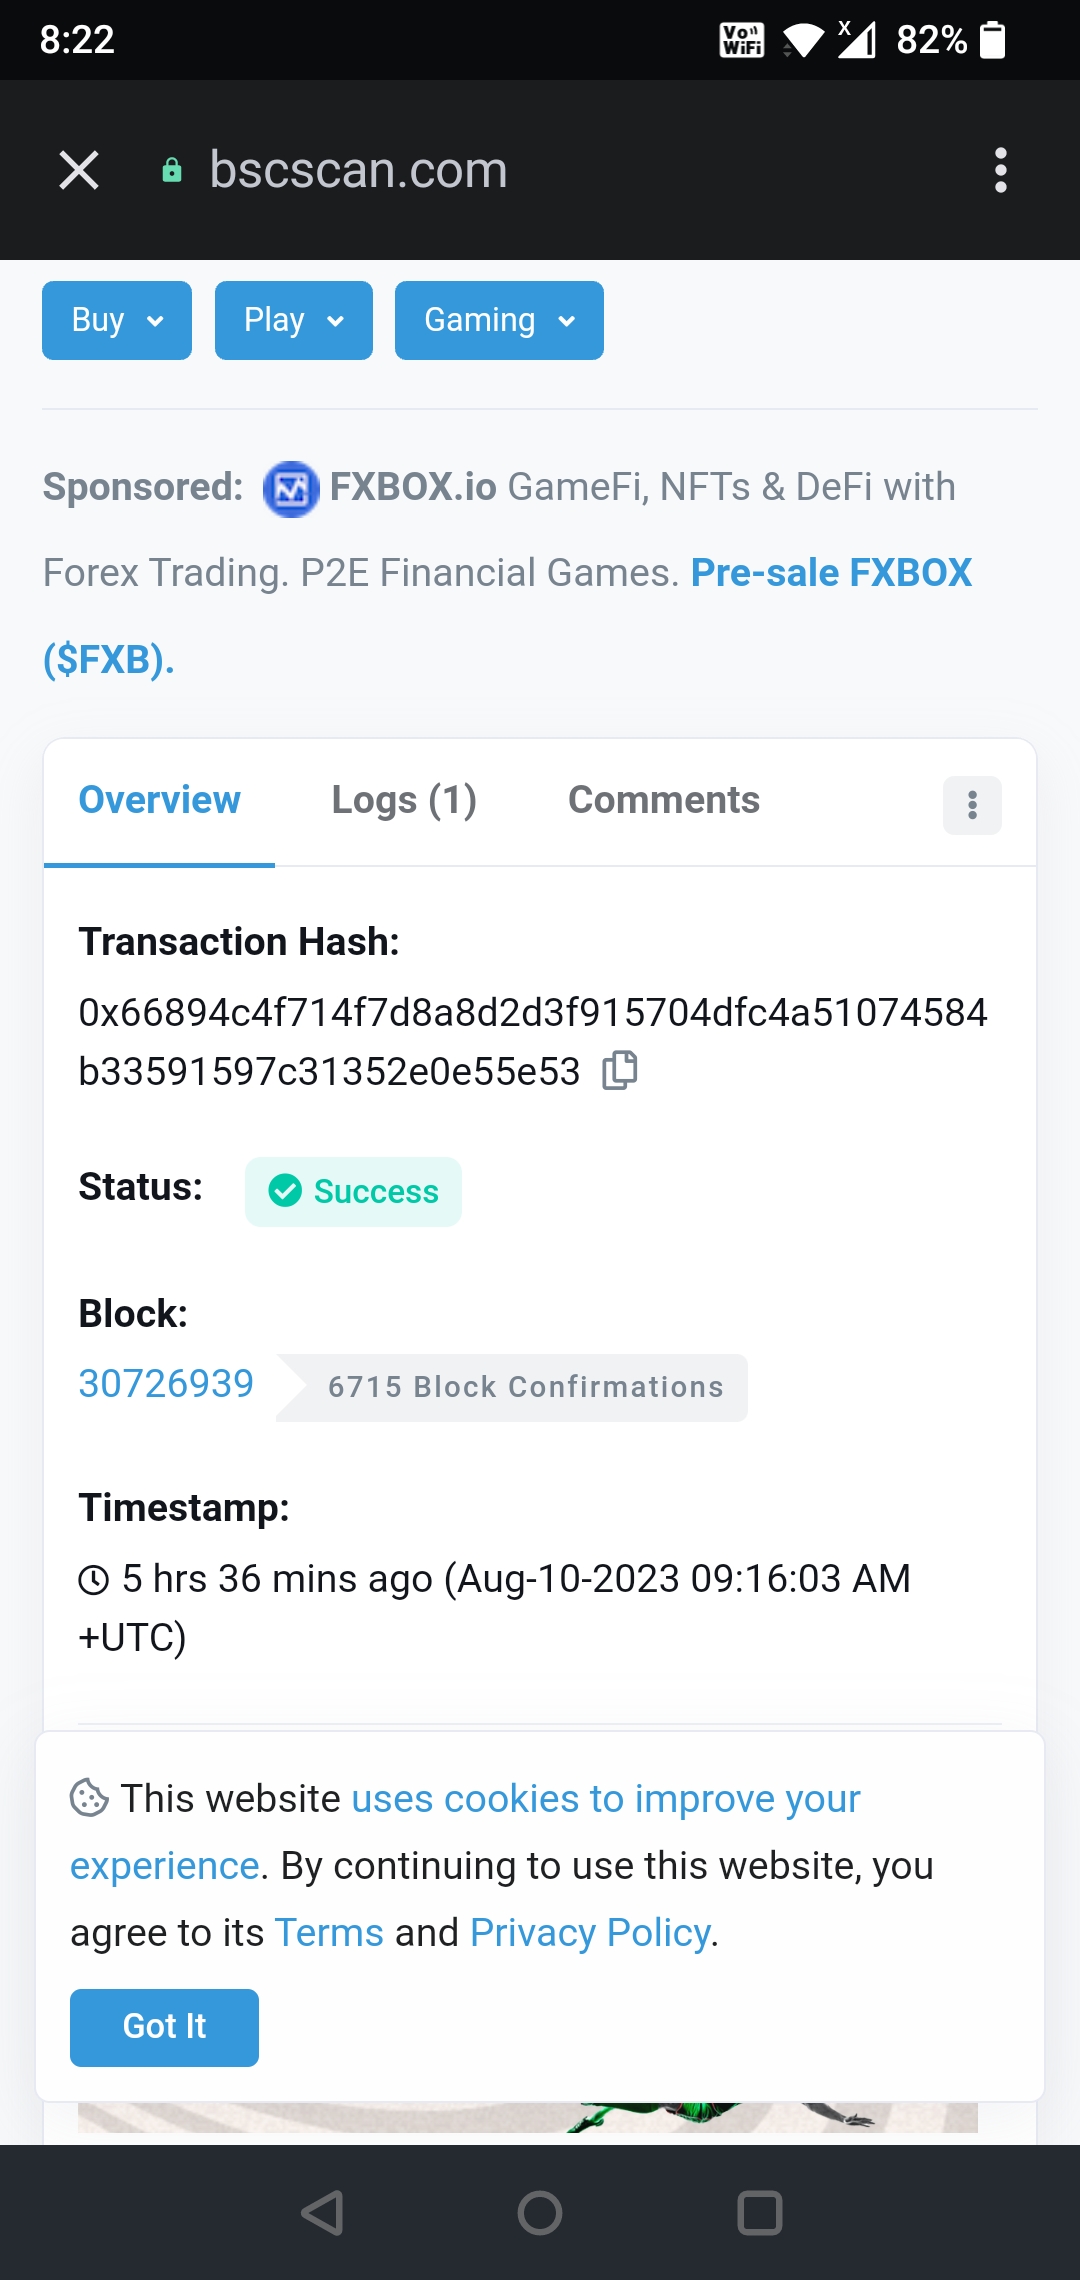 8:22
Vo)) WiFi
X
82%
bscscan.com
Buy
Play
Gaming
Sponsored: FXBOX.io GameFi, NFTs & DeFi with
Forex Trading. P2E Financial Games. Pre-sale FXBOX
($FXB).
Overview
Logs (1)
Comments
Transaction Hash:
0x66894c4f714f7d8a8d2d3f915704dfc4a51074584
b33591597c31352e0e55e53
Status:
Success
Block:
30726939
6715 Block Confirmations
Timestamp:
5 hrs 36 mins ago (Aug-10-2023 09:16:03 AM
+UTC)
This website uses cookies to improve your
experience. By continuing to use this website, you
agree to its Terms and Privacy Policy.
Got It